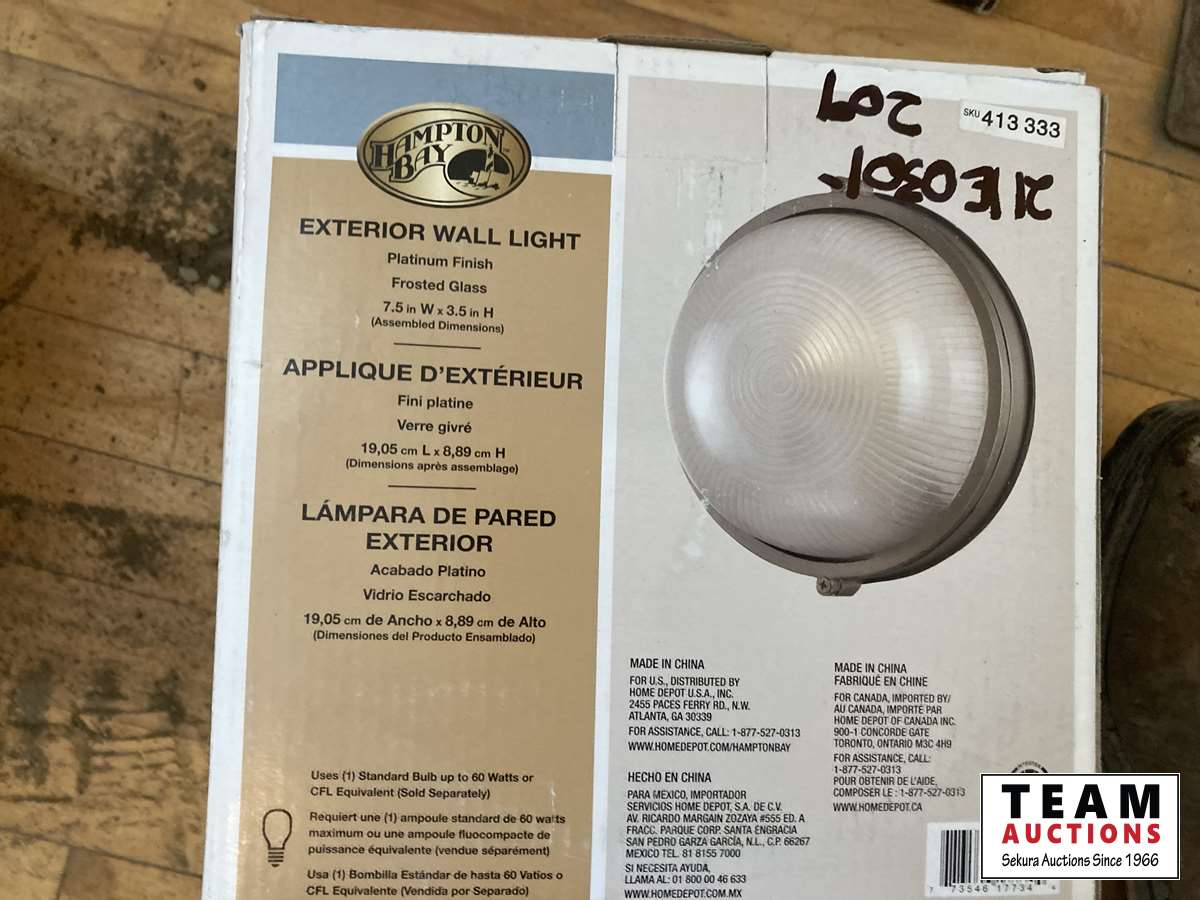 HAMPTON BAY
EXTERIOR WALL LIGHT
Platinum Finish
Frosted Glass
7.5 in W x 3.5 in H
(Assembled Dimensions)
APPLIQUE D'EXTÉRIEUR
Fini platine
Verre givré
19,05 cm L x 8,89 cm H
(Dimensions après assemblage)
LÁMPARA DE PARED
EXTERIOR
Acabado Platino
Vidrio Escarchado
19,05 cm de Ancho x 8,89 cm de Alto
(Dimensiones del Producto Ensamblado)
Uses (1) Standard Bulb up to 60 Watts or
CFL Equivalent (Sold Separately)
Requiert une (1) ampoule standard de 60 watts
maximum ou une ampoule fluocompacte de
puissance équivalente (vendue séparément)
Usa (1) Bombilla Estándar de hasta 60 Vatios o
CFL Equivalente (Vendida por Separado)
SKU 413 333
21E0301-
209
MADE IN CHINA
FOR U.S., DISTRIBUTED BY
HOME DEPOT U.S.A., INC.
2455 PACES FERRY RD., N.W.
ATLANTA, GA 30339
FOR ASSISTANCE, CALL: 1-877-527-0313
WWW.HOMEDEPOT.COM/HAMPTONBAY
HECHO EN CHINA
PARA MEXICO, IMPORTADOR
SERVICIOS HOME DEPOT, S.A. DE C.V.
AV. RICARDO MARGAIN ZOZAYA #555 ED. A
FRACC. PARQUE CORP. SANTA ENGRACIA
SAN PEDRO GARZA GARCÍA, N.L., C.P. 66267
MEXICO TEL. 81 8155 7000
SI NECESITA AYUDA,
LLAMA AL: 01 800 00 46 633
WWW.HOMEDEPOT.COM.MX
MADE IN CHINA
FABRIQUÉ EN CHINE
FOR CANADA, IMPORTED BY/
AU CANADA, IMPORTÉ PAR
HOME DEPOT OF CANADA INC.
900-1 CONCORDE GATE
TORONTO, ONTARIO M3C 4H9
FOR ASSISTANCE, CALL:
1-877-527-0313
POUR OBTENIR DE L'AIDE,
COMPOSER LE : 1-877-527-0313
WWW.HOMEDEPOT.CA
7 73546 17734 4
TEAM
AUCTIONS
Sekura Auctions Since 1966